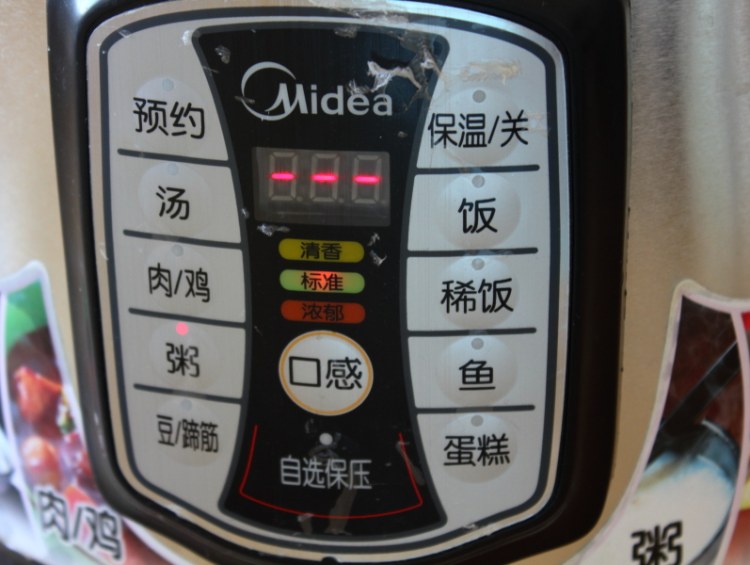 Midea
预约
汤
肉/鸡
粥
豆/蹄筋
---
清香
标准
浓郁
口感
自选保压
保温/关
饭
稀饭
鱼
蛋糕
肉/鸡
粥